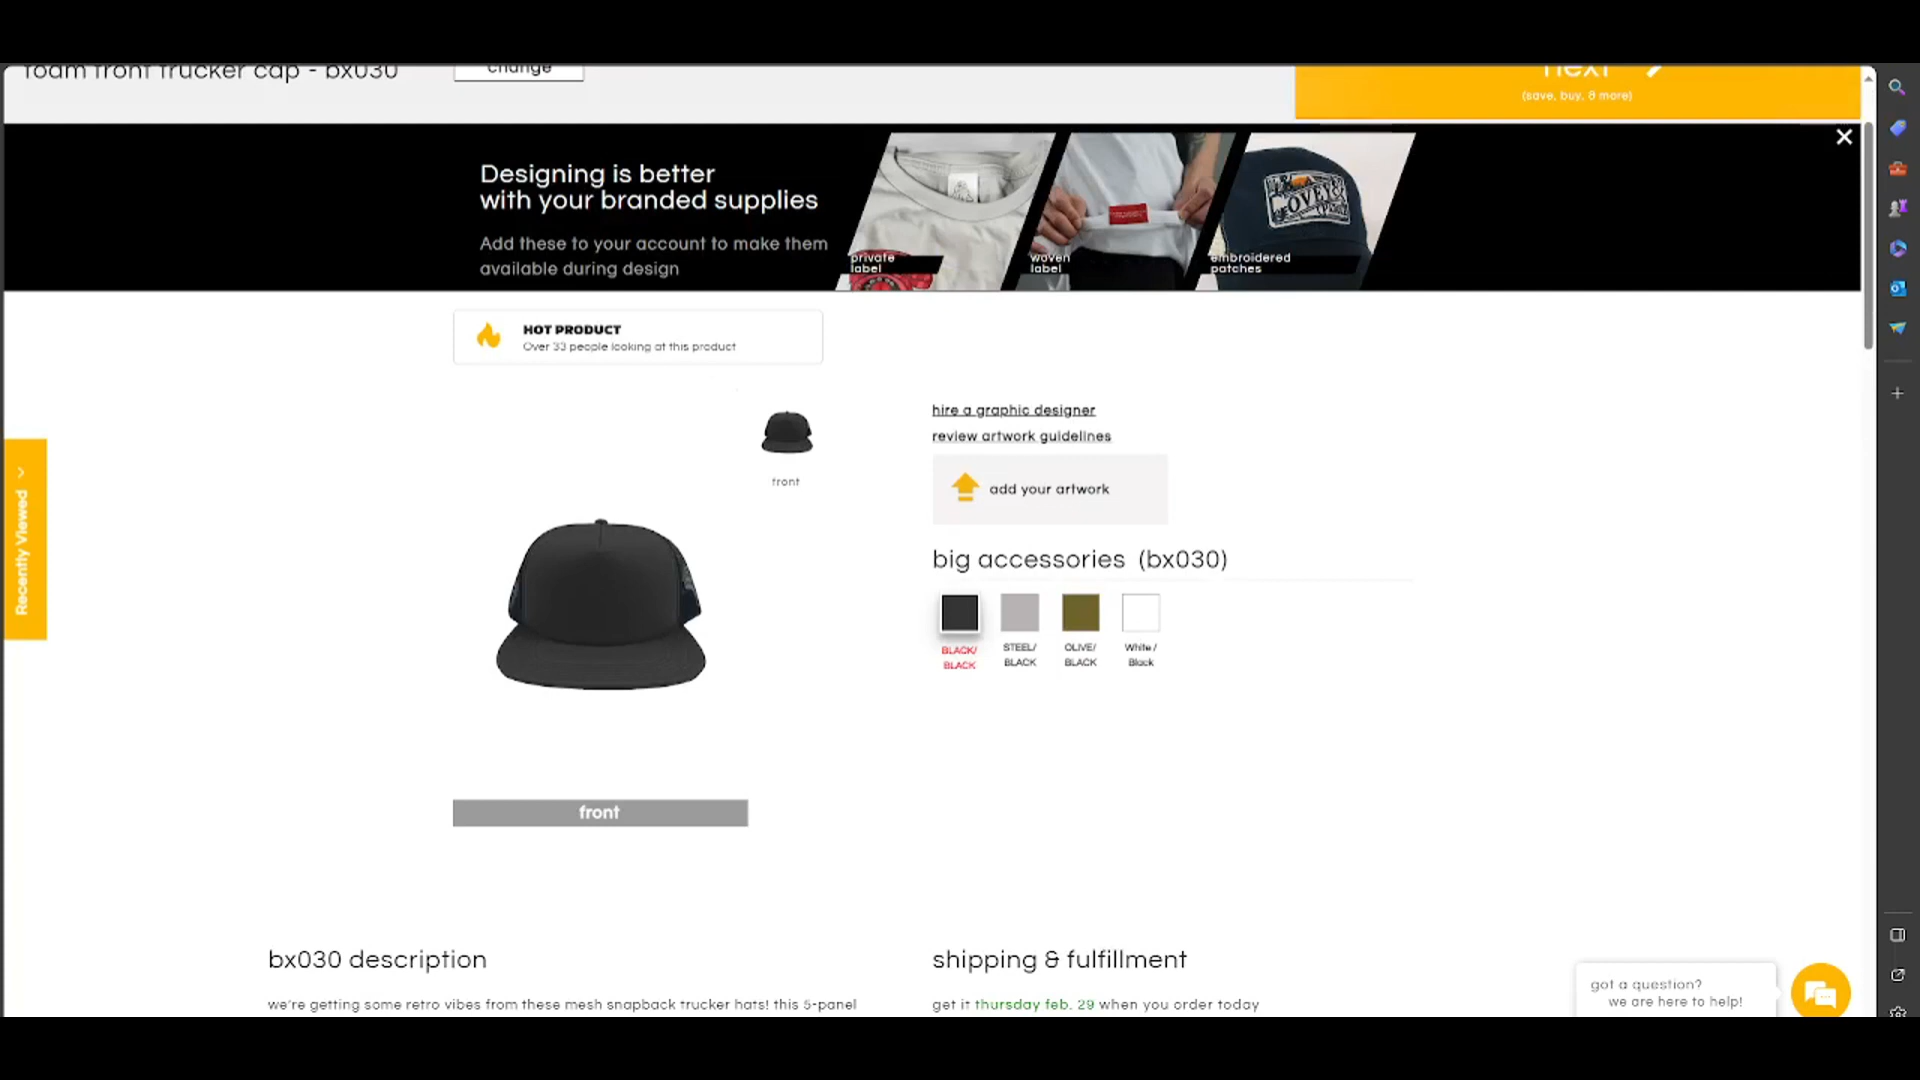 foam front trucker cap - bx030
change
next
(save, buy, & more)
Designing is better
with your branded supplies
Add these to your account to make them
available during design
private
label
woven
label
embroidered
patches
HOT PRODUCT
Over 33 people looking at this product
Recently Viewed
front
hire a graphic designer
review artwork guidelines
add your artwork
big accessories (bx030)
BLACK/
BLACK
STEEL/
BLACK
OLIVE/
BLACK
White /
Black
front
bx030 description
we're getting some retro vibes from these mesh snapback trucker hats! this 5-panel
shipping & fulfillment
get it thursday feb. 29 when you order today
got a question?
we are here to help!